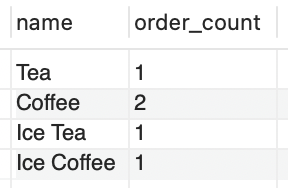 name order_count
Tea 1
Coffee 2
Ice Tea 1
Ice Coffee 1